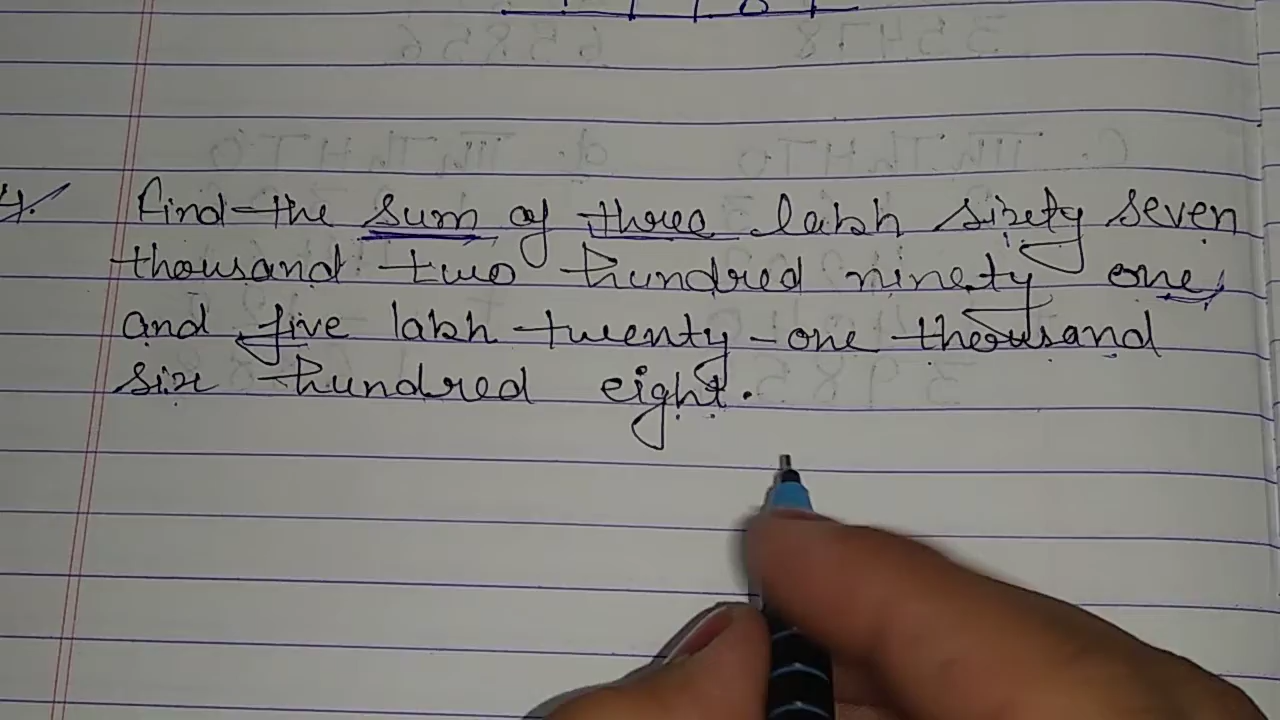 4. Find the sum of three lakh sixty seven
thousand two hundred ninety one,
and five lakh twenty-one thousand
six hundred eight.